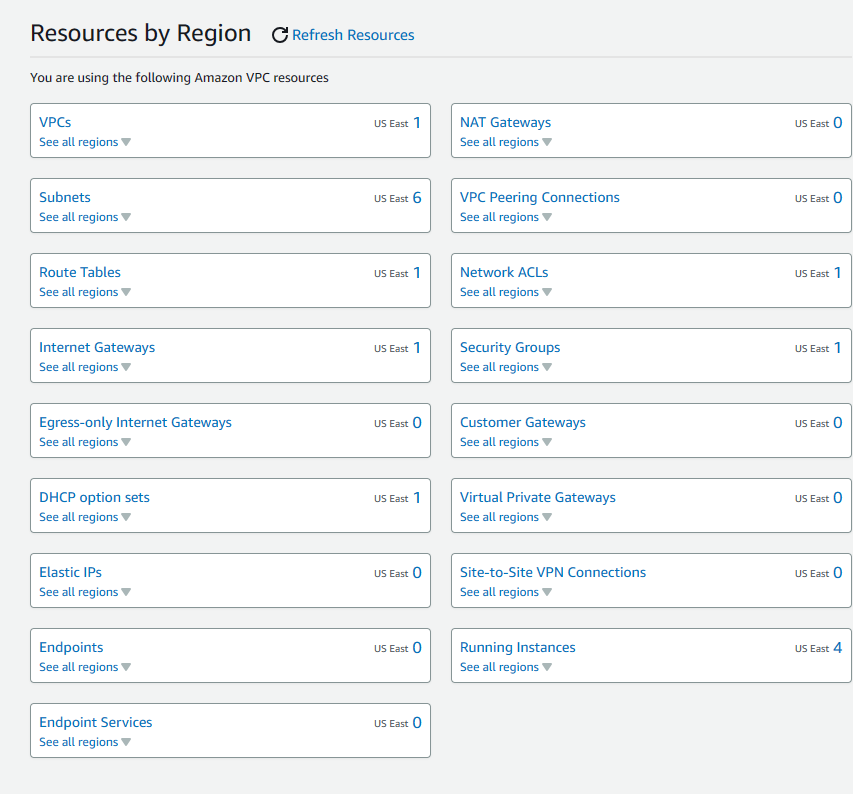 Resources by Region Refresh Resources
You are using the following Amazon VPC resources
VPCs US East 1
See all regions
NAT Gateways US East 0
See all regions
Subnets US East 6
See all regions
VPC Peering Connections US East 0
See all regions
Route Tables US East 1
See all regions
Network ACLs US East 1
See all regions
Internet Gateways US East 1
See all regions
Security Groups US East 1
See all regions
Egress-only Internet Gateways US East 0
See all regions
Customer Gateways US East 0
See all regions
DHCP option sets US East 1
See all regions
Virtual Private Gateways US East 0
See all regions
Elastic IPs US East 0
See all regions
Site-to-Site VPN Connections US East 0
See all regions
Endpoints US East 0
See all regions
Running Instances US East 4
See all regions
Endpoint Services US East 0
See all regions